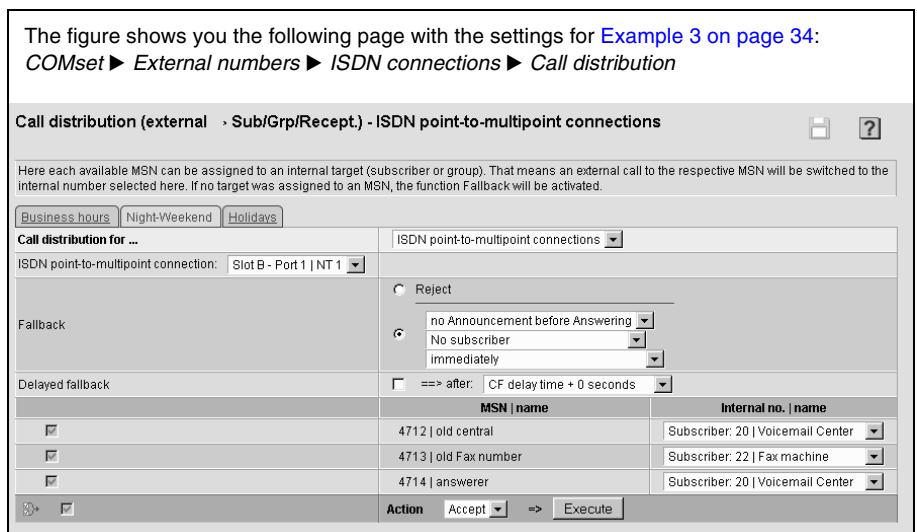 The figure shows you the following page with the settings for Example 3 on page 34:
COMset ▶ External numbers ▶ ISDN connections ▶ Call distribution
Call distribution (external › Sub/Grp/Recept.) - ISDN point-to-multipoint connections
?
Here each available MSN can be assigned to an internal target (subscriber or group). That means an external call to the respective MSN will be switched to the
internal number selected here. If no target was assigned to an MSN, the function Fallback will be activated.
Business hours Night-Weekend Holidays
Call distribution for ... ISDN point-to-multipoint connections
ISDN point-to-multipoint connection: Slot B - Port 1 | NT 1
Reject
Fallback
no Announcement before Answering
No subscriber
immediately
Delayed fallback ==> after: CF delay time + 0 seconds
MSN | name Internal no. | name
4712 | old central Subscriber: 20 | Voicemail Center
4713 | old Fax number Subscriber: 22 | Fax machine
4714 | answerer Subscriber: 20 | Voicemail Center
Action Accept => Execute